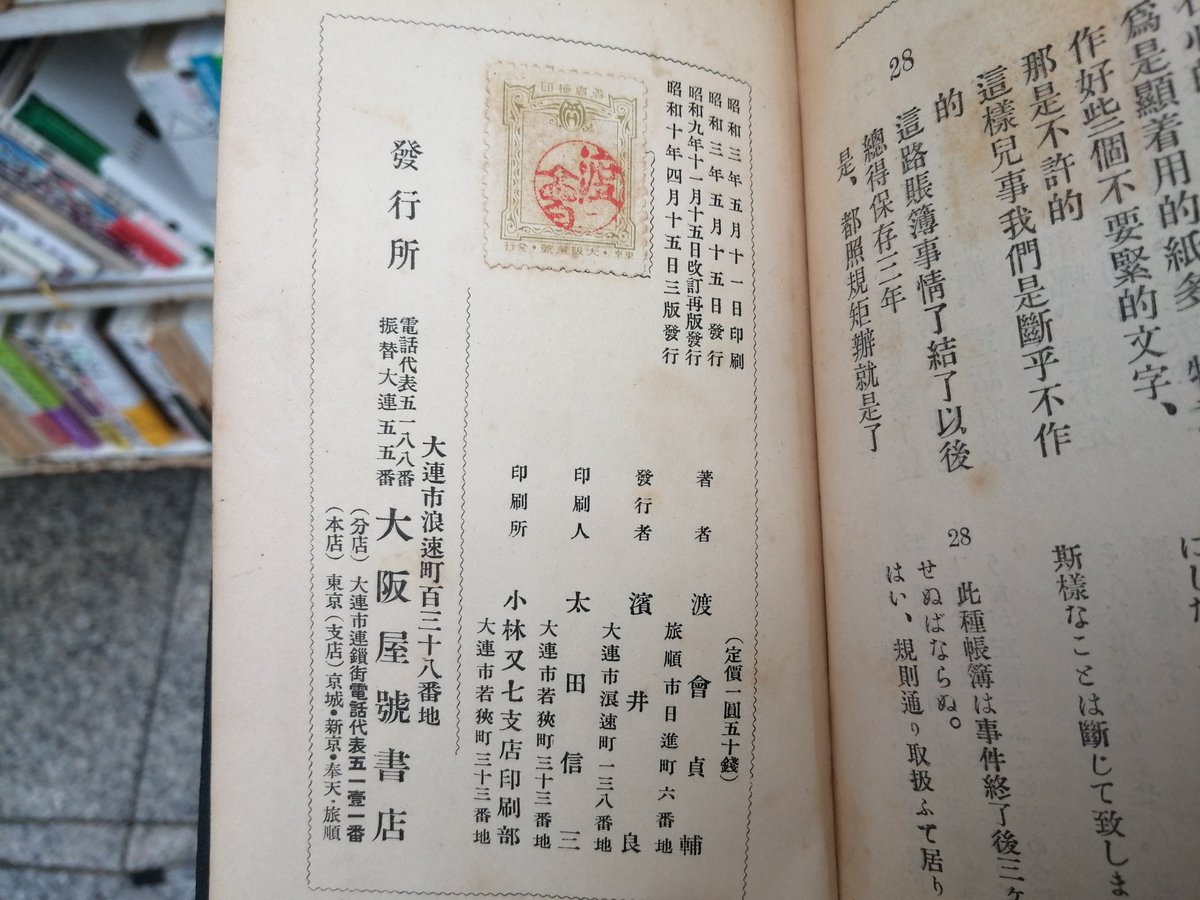 爲是顯着用的紙多
作好些個不要緊的文字、
那是不許的
這樣兒事我們是斷乎不作
的
28
這路賬簿事情了結了以後
總得保存三年
是、都照規矩辦就是了
斯樣なことは斷じて致しま
28
此種帳簿は事件終了後三ヶ
せぬばならぬ。
はい、規則通り取扱ふて居り
昭和三年五月十一日印刷
昭和三年五月十五日發行
昭和九年十一月十五日改訂再版發行
昭和十年四月十五日三版發行
渡會
(定價一圓五十錢)
著者 渡會貞輔
旅順市日進町六番地
發行者 濱井良
大連市浪速町一三八番地
印刷人 太田信三
大連市若狹町三十三番地
印刷所 小林又七支店印刷部
大連市若狹町三十三番地
大連市浪速町百三十八番地
發行所 大阪屋號書店
電話代表五一八八番
振替大連五五番
(分店)大連市連鎖街電話代表五一壹一番
(本店)東京(支店)京城・新京・奉天・旅順